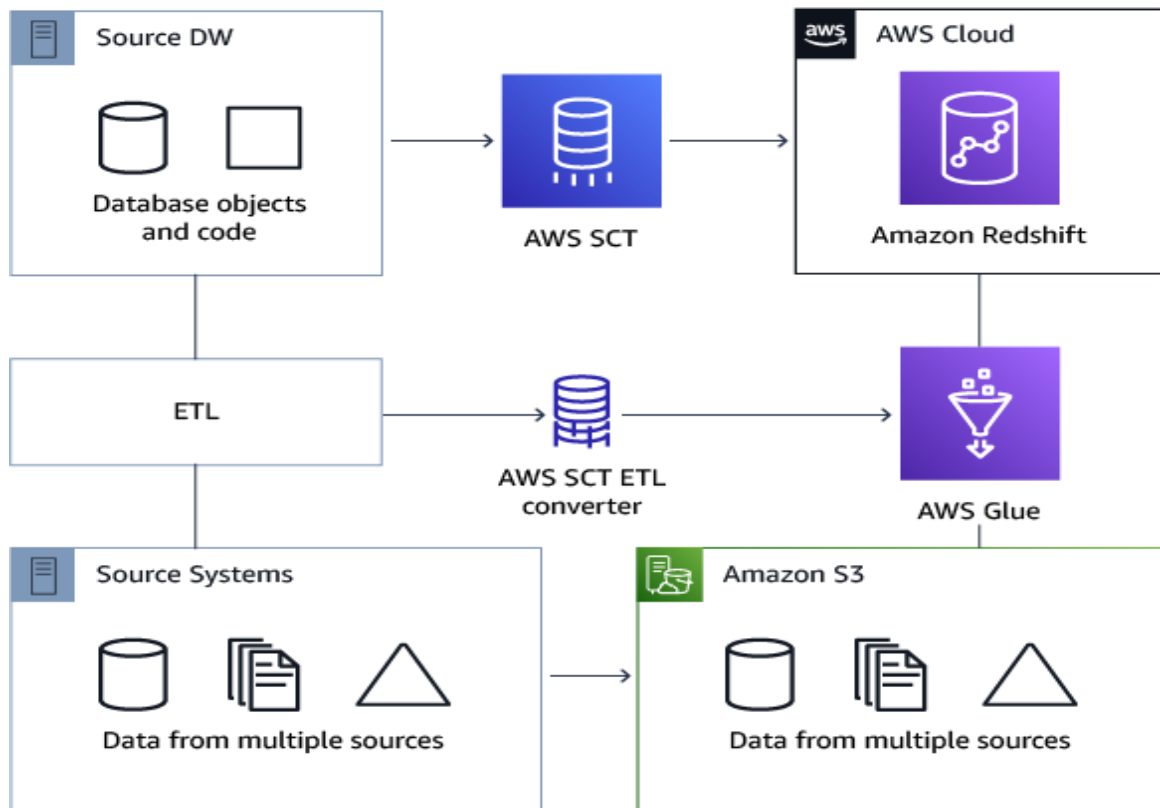 Source DW
aws
AWS Cloud
Database objects
and code
AWS SCT
Amazon Redshift
ETL
AWS SCT ETL
converter
AWS Glue
Source Systems
Amazon S3
Data from multiple sources
Data from multiple sources